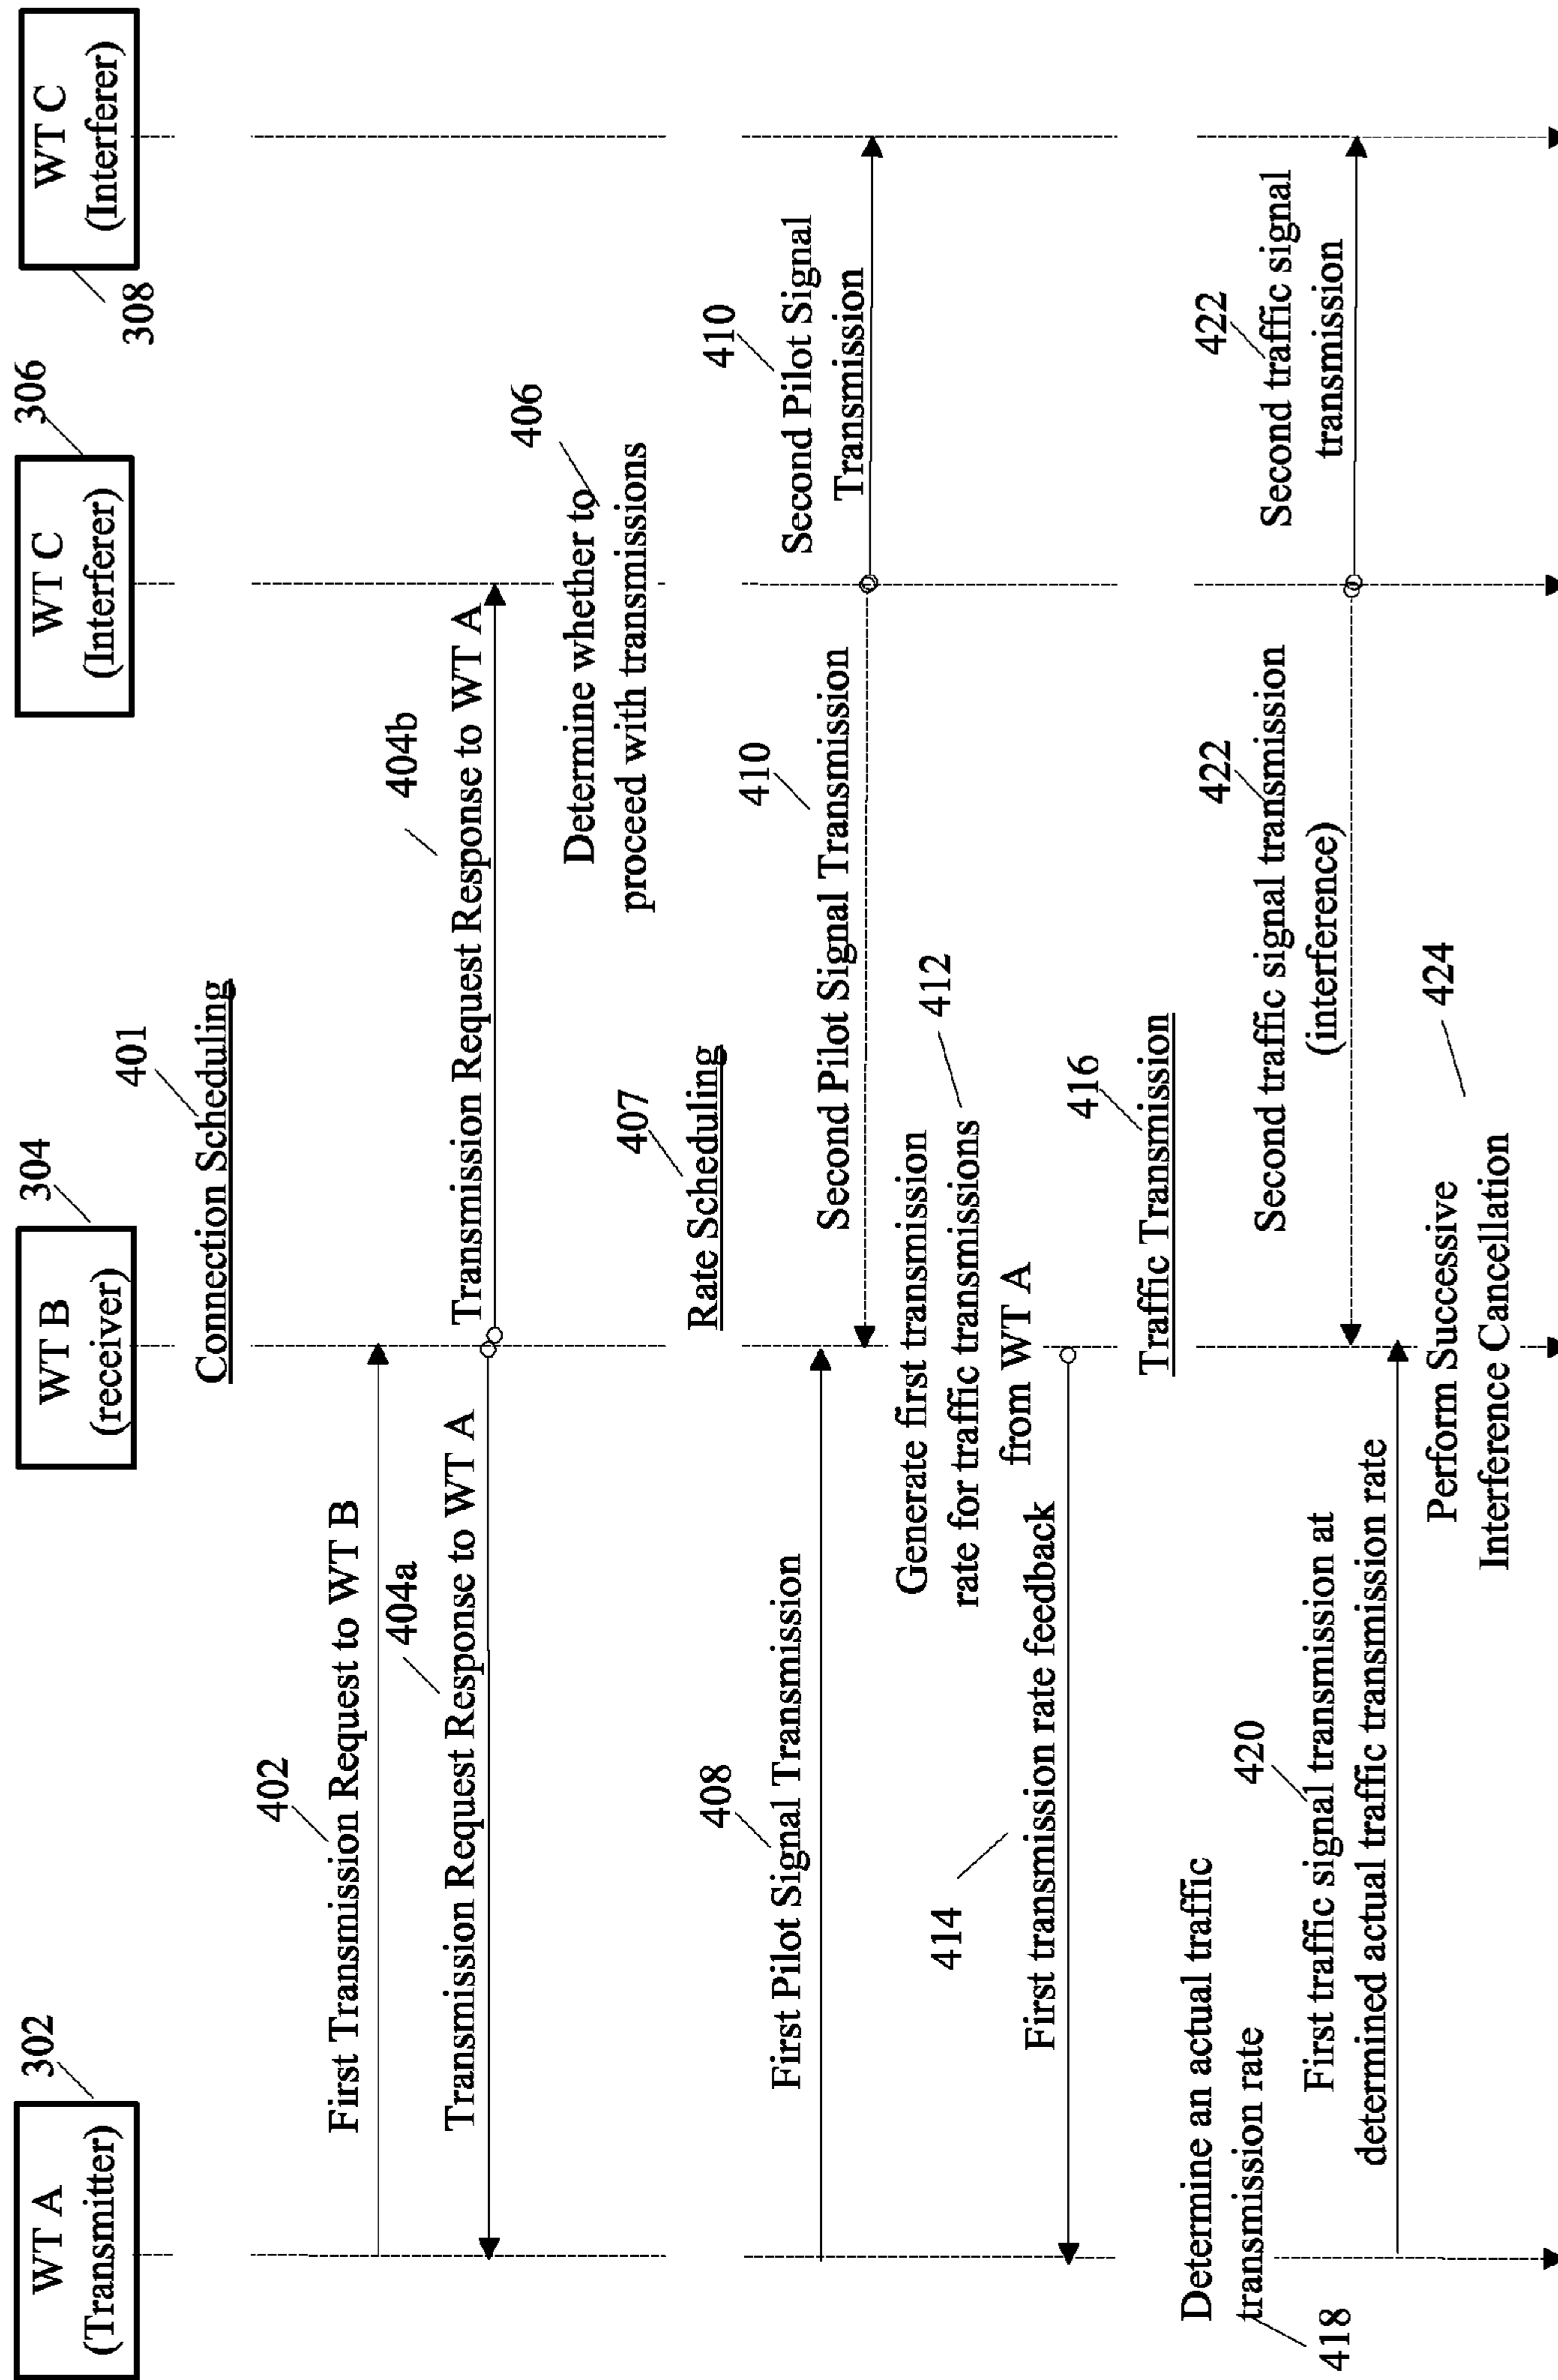 WT A
(Transmitter)
302
WT B
(receiver)
304
WT C
(Interferer)
306
WT C
(Interferer)
308
401
Connection Scheduling
402
First Transmission Request to WT B
404a
Transmission Request Response to WT A
404b
Transmission Request Response to WT A
406
Determine whether to
proceed with transmissions
407
Rate Scheduling
408
First Pilot Signal Transmission
410
Second Pilot Signal Transmission
410
Second Pilot Signal
Transmission
412
Generate first transmission
rate for traffic transmissions
from WT A
414
First transmission rate feedback
416
Traffic Transmission
Determine an actual traffic
transmission rate
418
420
First traffic signal transmission at
determined actual traffic transmission rate
422
Second traffic signal transmission
(interference)
422
Second traffic signal
transmission
424
Perform Successive
Interference Cancellation